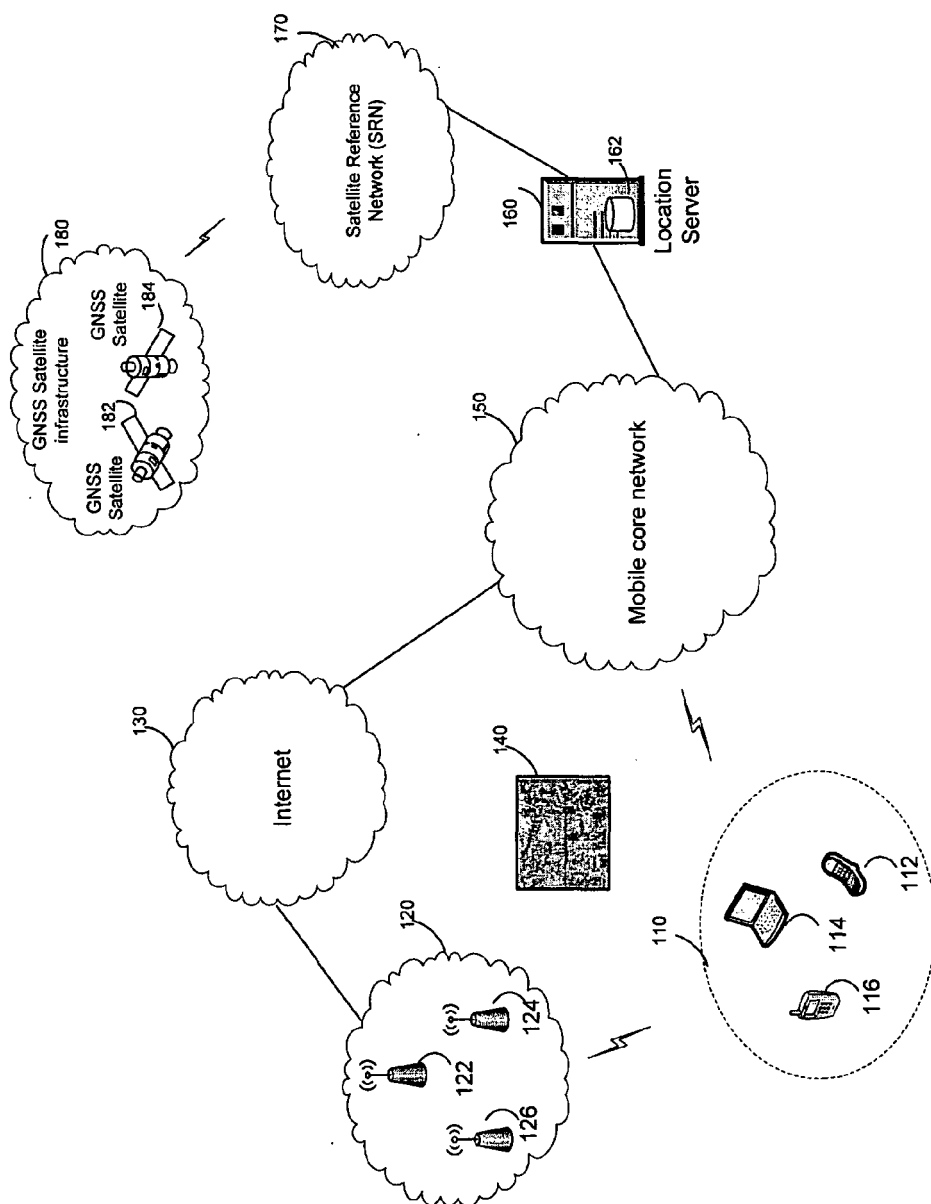 170
Satellite Reference
Network (SRN)
180
GNSS Satellite
infrastructure
GNSS
Satellite
184
182
GNSS
Satellite
160
162
Location
Server
150
Mobile core network
130
Internet
140
120
122
124
126
110
112
114
116